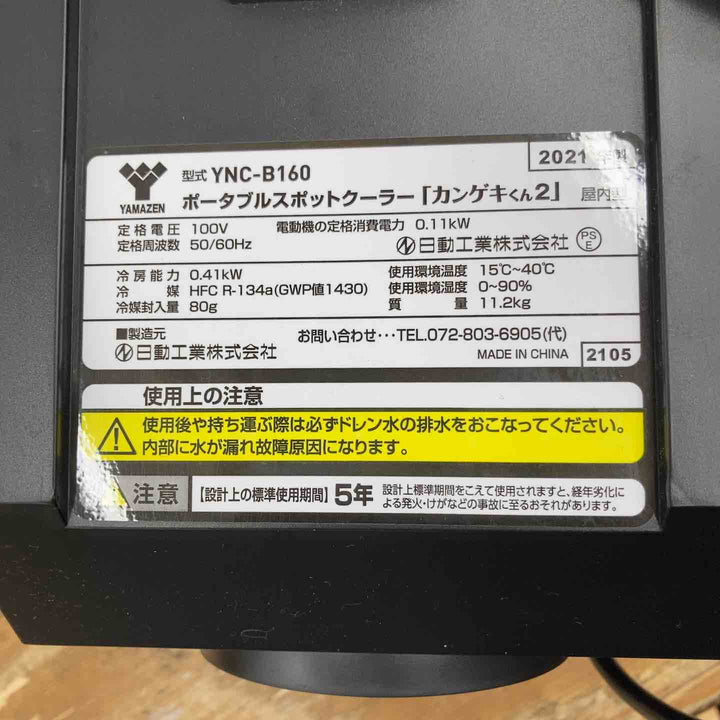 YAMAZEN
型式 YNC-B160
2021年製
ポータブルスポットクーラー「カンゲキくん2」 屋内型
定格電圧 100V 電動機の定格消費電力 0.11kW
定格周波数 50/60Hz 日動工業株式会社 PSE
冷房能力 0.41kW 使用環境温度 15℃~40℃
冷媒 HFC R-134a(GWP値1430) 使用環境湿度 0~90%
冷媒封入量 80g 質量 11.2kg
■製造元 お問い合わせ･･･TEL.072-803-6905(代)
日動工業株式会社 MADE IN CHINA 2105
使用上の注意
使用後や持ち運ぶ際は必ずドレン水の排水をおこなってください。
内部に水が漏れ故障原因になります。
注意 【設計上の標準使用期間】5年 設計上標準期間をこえて使用されますと、経年劣化に
よる発火・けがなどの事故に至るおそれがあります。